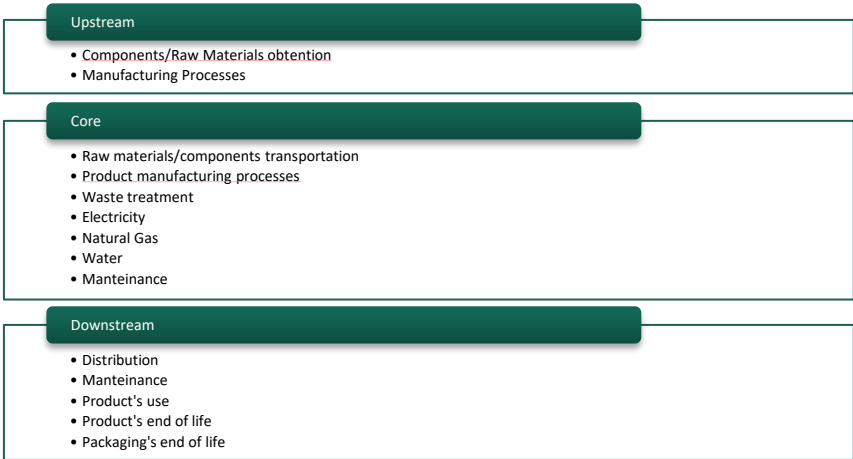 Upstream
• Components/Raw Materials obtention
• Manufacturing Processes
Core
• Raw materials/components transportation
• Product manufacturing processes
• Waste treatment
• Electricity
• Natural Gas
• Water
• Manteinance
Downstream
• Distribution
• Manteinance
• Product's use
• Product's end of life
• Packaging's end of life